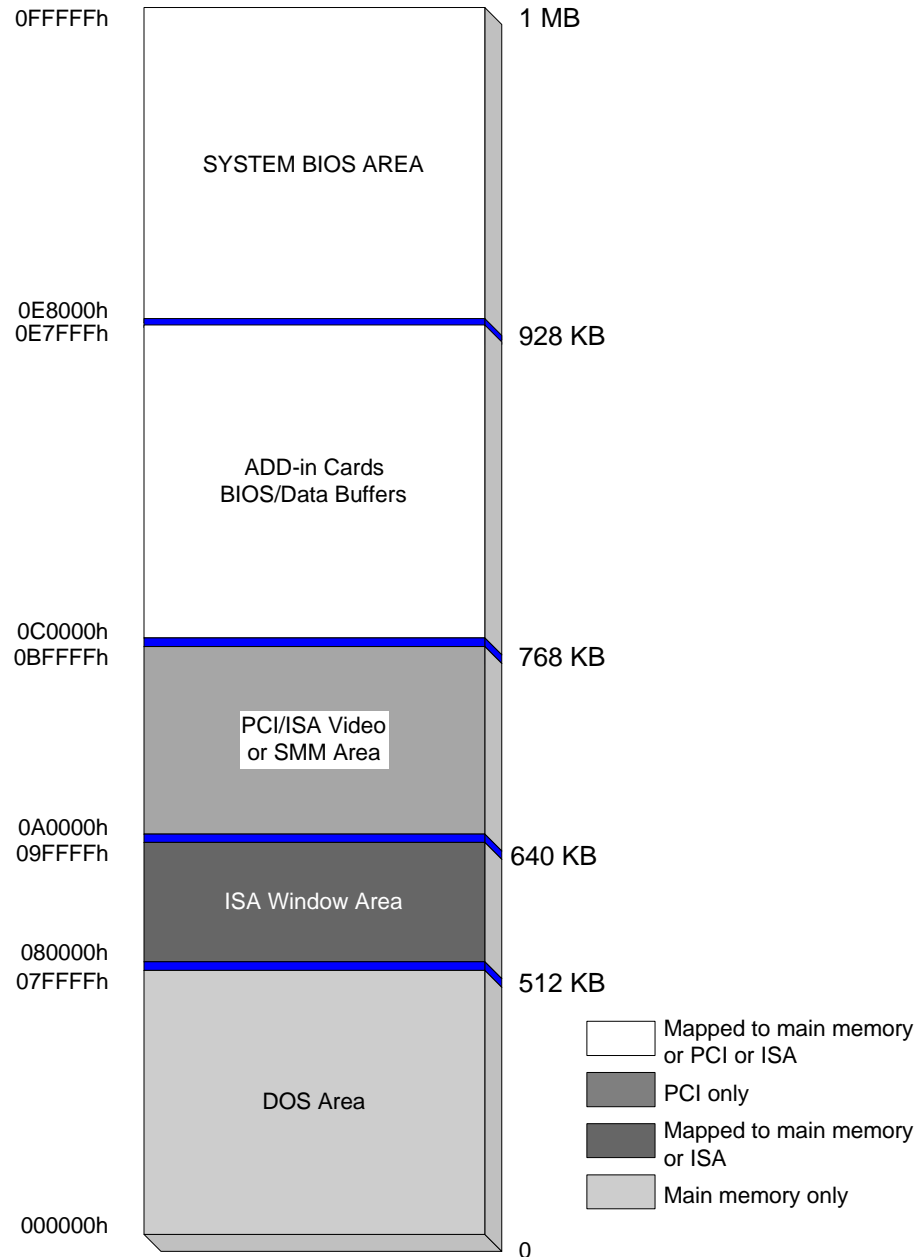 0FFFFFh
1 MB
SYSTEM BIOS AREA
0E8000h
0E7FFFh
928 KB
ADD-in Cards
BIOS/Data Buffers
0C0000h
0BFFFFh
768 KB
PCI/ISA Video
or SMM Area
0A0000h
09FFFFh
640 KB
ISA Window Area
080000h
07FFFFh
512 KB
DOS Area
000000h
0
Mapped to main memory
or PCI or ISA
PCI only
Mapped to main memory
or ISA
Main memory only